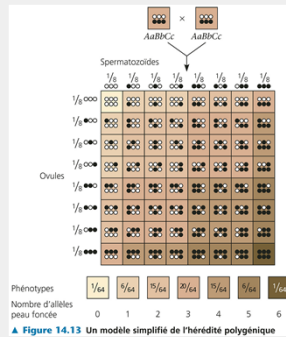 ×
AaBbCc AaBbCc
Spermatozoïdes
1/8 1/8 1/8 1/8 1/8 1/8 1/8 1/8
1/8
1/8
1/8
1/8
Ovules
1/8
1/8
1/8
1/8
Phénotypes 1/64 6/64 15/64 20/64 15/64 6/64 1/64
Nombre d'allèles
peau foncée 0 1 2 3 4 5 6
▲ Figure 14.13 Un modèle simplifié de l'hérédité polygénique